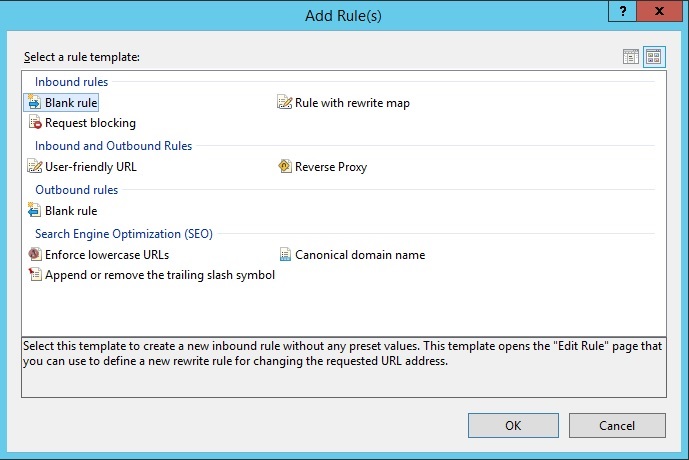 Add Rule(s)
? x
Select a rule template:
Inbound rules
Blank rule Rule with rewrite map
Request blocking
Inbound and Outbound Rules
User-friendly URL Reverse Proxy
Outbound rules
Blank rule
Search Engine Optimization (SEO)
Enforce lowercase URLs Canonical domain name
Append or remove the trailing slash symbol
Select this template to create a new inbound rule without any preset values. This template opens the "Edit Rule" page that
you can use to define a new rewrite rule for changing the requested URL address.
OK Cancel